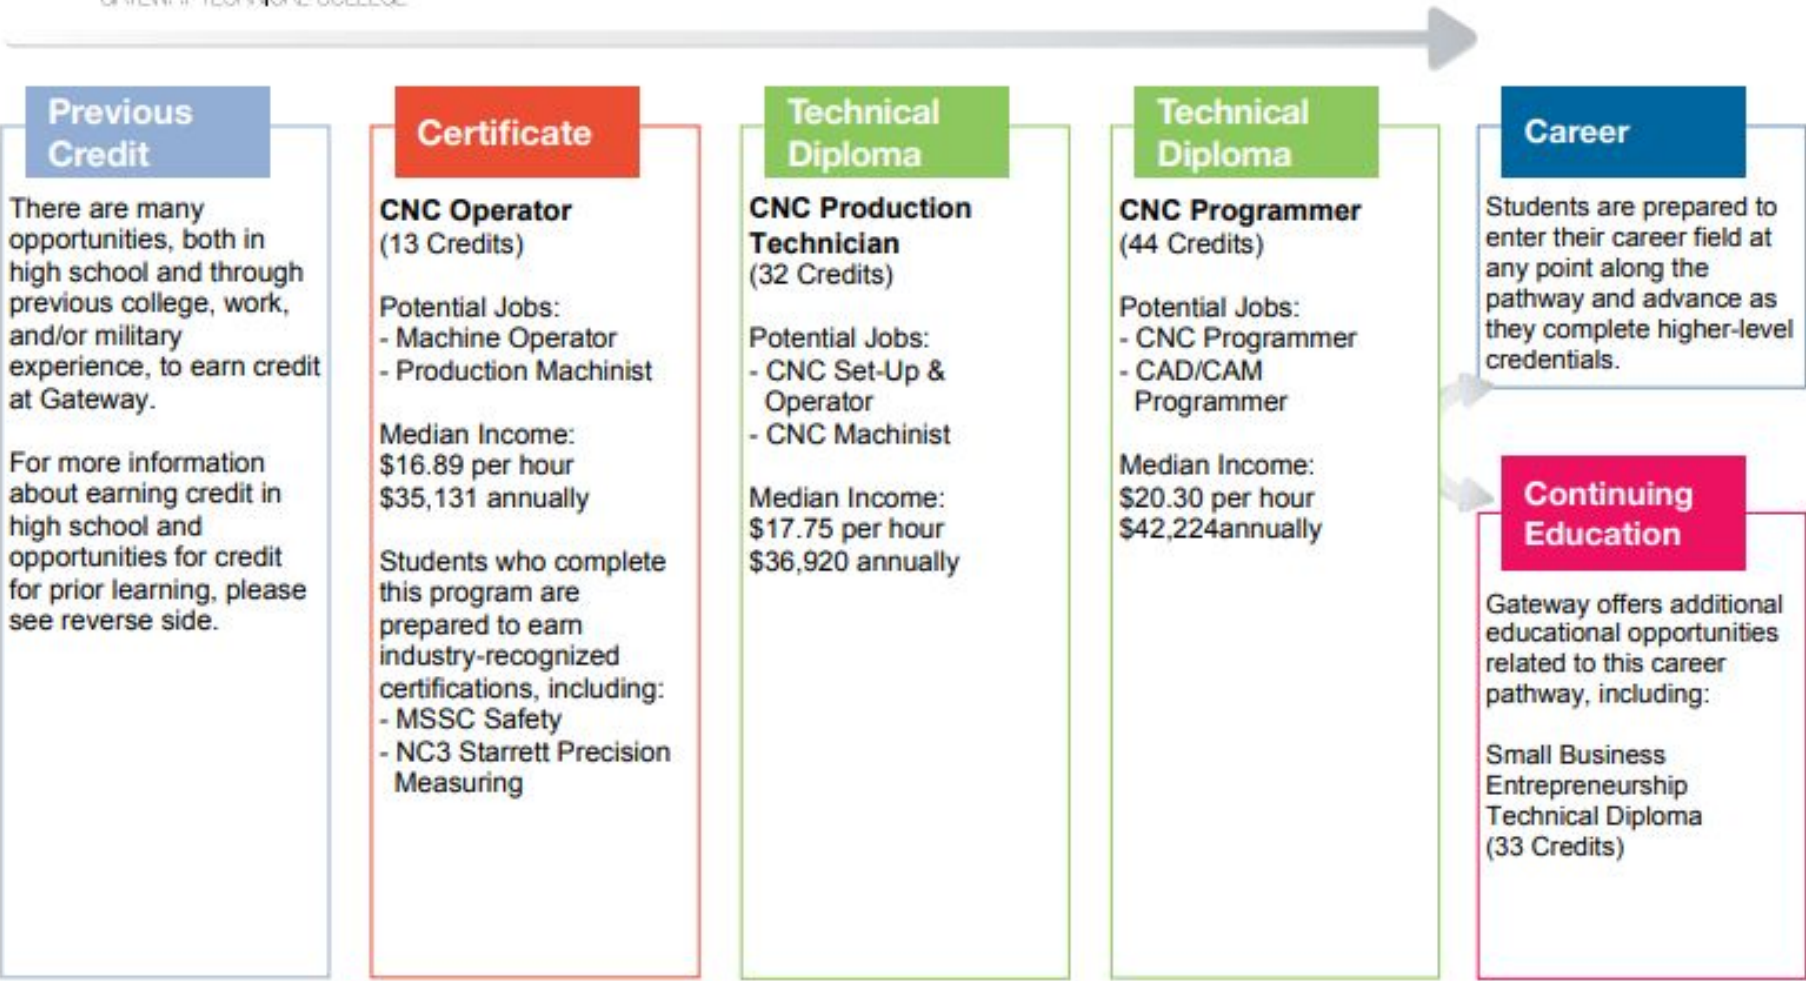 GATEWAY TECHNICAL COLLEGE
Previous
Credit
There are many
opportunities, both in
high school and through
previous college, work,
and/or military
experience, to earn credit
at Gateway.
For more information
about earning credit in
high school and
opportunities for credit
for prior learning, please
see reverse side.
Certificate
CNC Operator
(13 Credits)
Potential Jobs:
- Machine Operator
- Production Machinist
Median Income:
$16.89 per hour
$35,131 annually
Students who complete
this program are
prepared to earn
industry-recognized
certifications, including:
- MSSC Safety
- NC3 Starrett Precision
Measuring
Technical
Diploma
CNC Production
Technician
(32 Credits)
Potential Jobs:
- CNC Set-Up &
Operator
- CNC Machinist
Median Income:
$17.75 per hour
$36,920 annually
Technical
Diploma
CNC Programmer
(44 Credits)
Potential Jobs:
- CNC Programmer
- CAD/CAM
Programmer
Median Income:
$20.30 per hour
$42,224annually
Career
Students are prepared to
enter their career field at
any point along the
pathway and advance as
they complete higher-level
credentials.
Continuing
Education
Gateway offers additional
educational opportunities
related to this career
pathway, including:
Small Business
Entrepreneurship
Technical Diploma
(33 Credits)